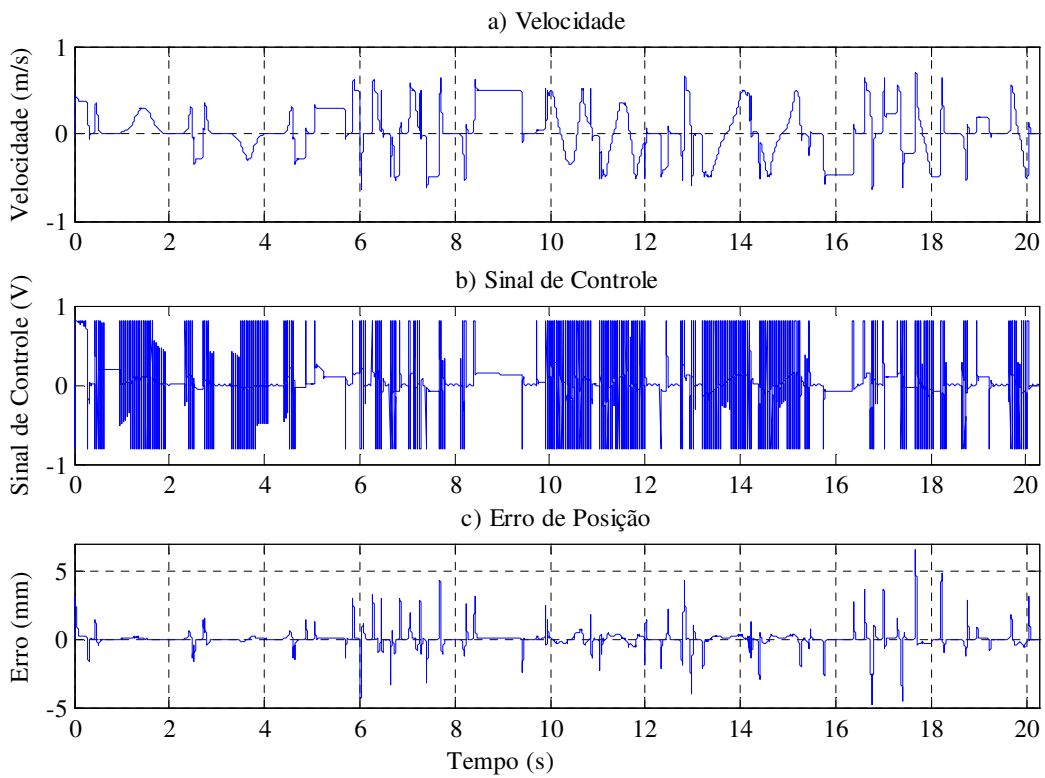 a) Velocidade
Velocidade (m/s)
1
0
-1
0 2 4 6 8 10 12 14 16 18 20
b) Sinal de Controle
Sinal de Controle (V)
1
0
-1
0 2 4 6 8 10 12 14 16 18 20
c) Erro de Posição
Erro (mm)
5
0
-5
0 2 4 6 8 10 12 14 16 18 20
Tempo (s)